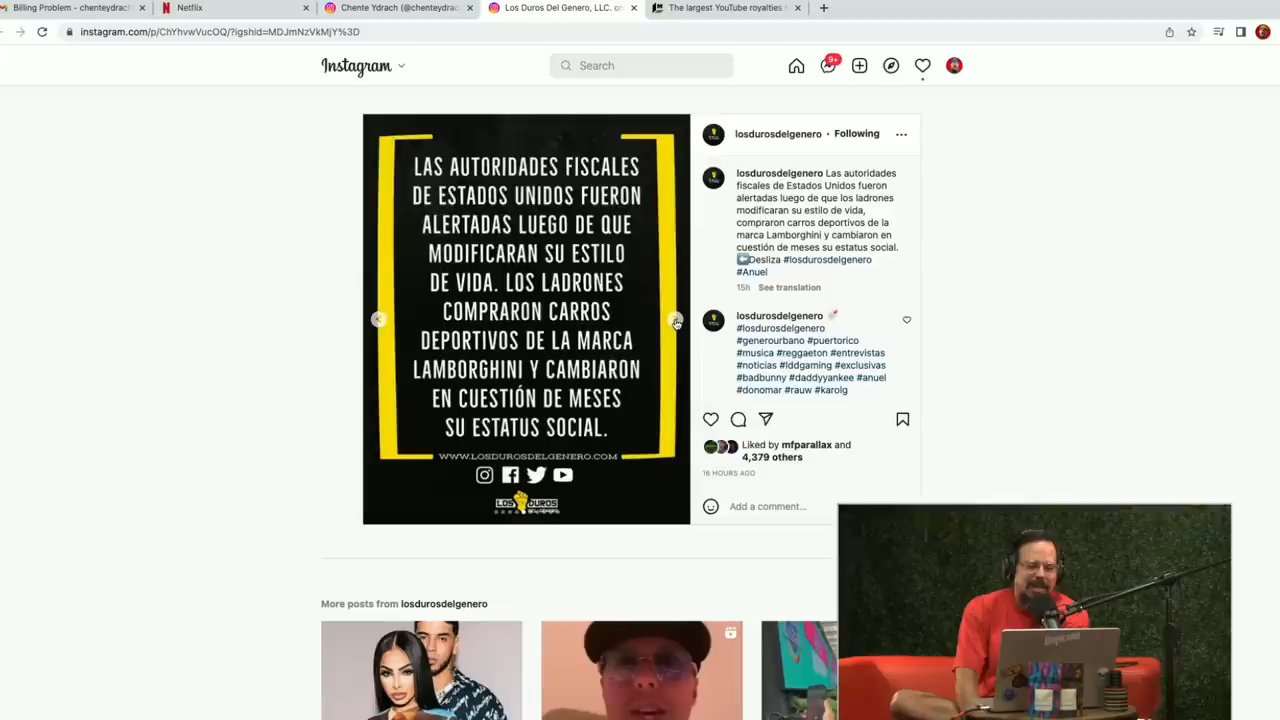 Billing Problem - chenteydrach
Netflix
Chente Ydrach (@chenteydrac
Los Duros Del Genero, LLC. on
The largest YouTube royalties
instagram.com/p/ChYhvwVucOQ/?igshid=MDJmNzVkMjY%3D
Instagram
Search
9+
LAS AUTORIDADES FISCALES
DE ESTADOS UNIDOS FUERON
ALERTADAS LUEGO DE QUE
MODIFICARAN SU ESTILO
DE VIDA. LOS LADRONES
COMPRARON CARROS
DEPORTIVOS DE LA MARCA
LAMBORGHINI Y CAMBIARON
EN CUESTIÓN DE MESES
SU ESTATUS SOCIAL.
WWW.LOSDUROSDELGENERO.COM
LOS DUROS
losdurosdelgenero • Following
losdurosdelgenero Las autoridades
fiscales de Estados Unidos fueron
alertadas luego de que los ladrones
modificaran su estilo de vida,
compraron carros deportivos de la
marca Lamborghini y cambiaron en
cuestión de meses su estatus social.
Desliza #losdurosdelgenero
#Anuel
15h See translation
losdurosdelgenero
#losdurosdelgenero
#generourbano #puertorico
#musica #reggaeton #entrevistas
#noticias #lddgaming #exclusivas
#badbunny #daddyyankee #anuel
#donomar #rauw #karolg
Liked by mfparallax and
4,379 others
16 HOURS AGO
Add a comment...
More posts from losdurosdelgenero